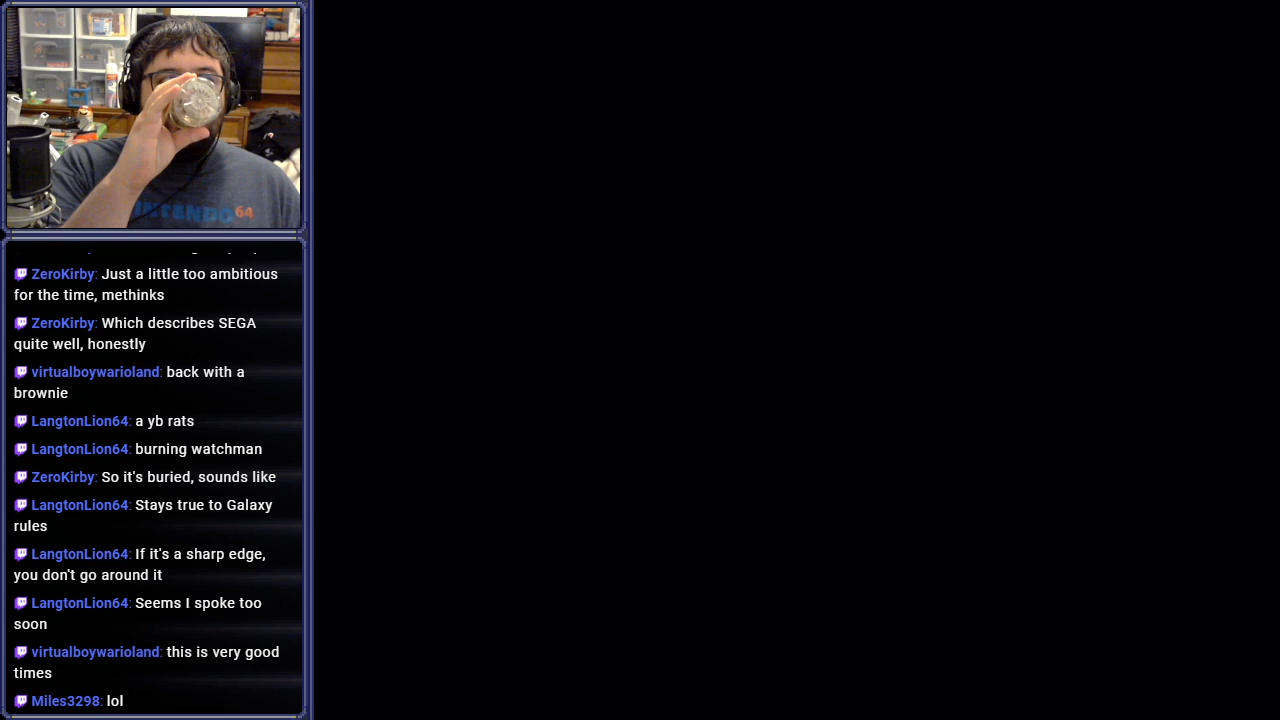 NINTENDO 64
ZeroKirby: Just a little too ambitious
for the time, methinks
ZeroKirby: Which describes SEGA
quite well, honestly
virtualboywarioland: back with a
brownie
LangtonLion64: a yb rats
LangtonLion64: burning watchman
ZeroKirby: So it's buried, sounds like
LangtonLion64: Stays true to Galaxy
rules
LangtonLion64: If it's a sharp edge,
you don't go around it
LangtonLion64: Seems I spoke too
soon
virtualboywarioland: this is very good
times
Miles3298: lol